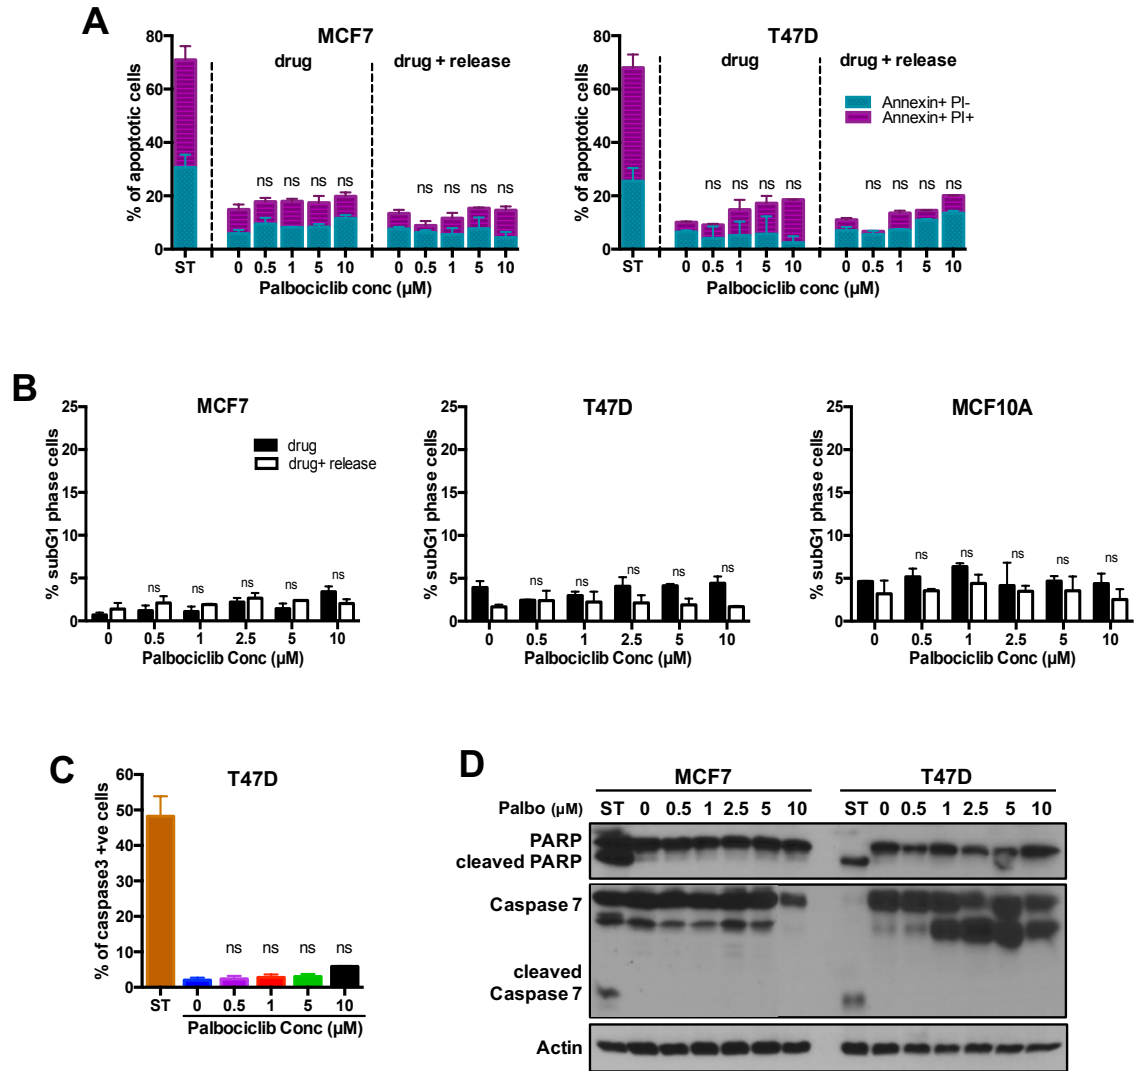 A
MCF7
T47D
drug
drug + release
drug
drug + release
Annexin+ PI-
Annexin+ PI+
% of apoptotic cells
80
60
40
20
0
ns ns ns ns
ns ns ns ns
ST 0 0.5 1 5 10 0 0.5 1 5 10
Palbociclib conc (µM)
% of apoptotic cells
80
60
40
20
0
ns ns ns ns
ns ns ns ns
ST 0 0.5 1 5 10 0 0.5 1 5 10
Palbociclib conc (µM)
B
MCF7
drug
drug+ release
% subG1 phase cells
25
20
15
10
5
0
ns ns ns ns ns
0 0.5 1 2.5 5 10
Palbociclib Conc (µM)
T47D
% subG1 phase cells
25
20
15
10
5
0
ns ns ns ns ns
0 0.5 1 2.5 5 10
Palbociclib Conc (µM)
MCF10A
% subG1 phase cells
25
20
15
10
5
0
ns ns ns ns ns
0 0.5 1 2.5 5 10
Palbociclib Conc (µM)
C
T47D
% of caspase3 +ve cells
60
50
40
30
20
10
0
ns ns ns ns
ST 0 0.5 1 5 10
Palbociclib Conc (µM)
D
MCF7
T47D
Palbo (µM) ST 0 0.5 1 2.5 5 10 ST 0 0.5 1 2.5 5 10
PARP
cleaved PARP
Caspase 7
cleaved
Caspase 7
Actin